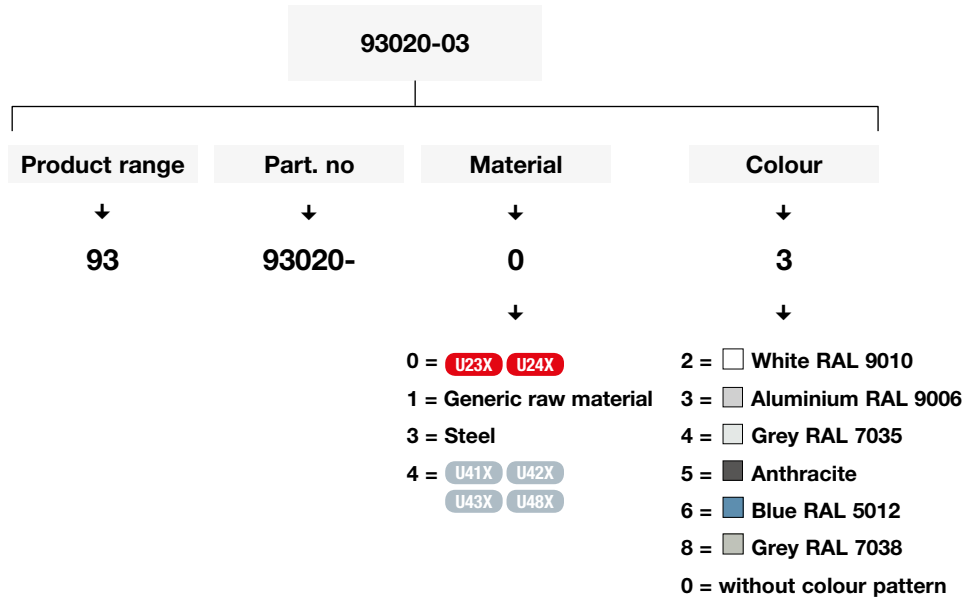 93020-03
Product range Part. no Material Colour
93 93020- 0 3
0 = U23X U24X
1 = Generic raw material
3 = Steel
4 = U41X U42X
U43X U48X
2 = White RAL 9010
3 = Aluminium RAL 9006
4 = Grey RAL 7035
5 = Anthracite
6 = Blue RAL 5012
8 = Grey RAL 7038
0 = without colour pattern